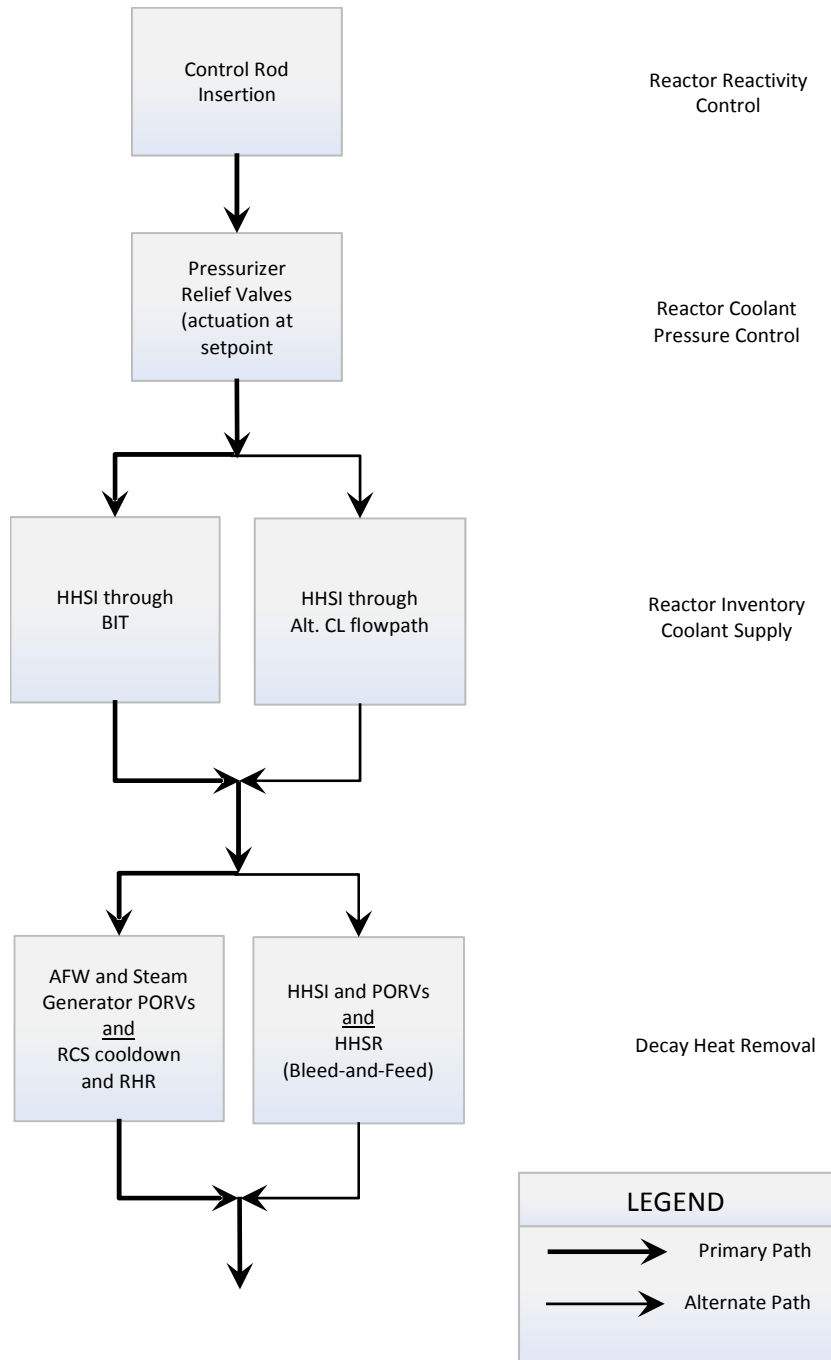 Control Rod
Insertion
Reactor Reactivity
Control
Pressurizer
Relief Valves
(actuation at
setpoint
Reactor Coolant
Pressure Control
HHSI through
BIT
HHSI through
Alt. CL flowpath
Reactor Inventory
Coolant Supply
AFW and Steam
Generator PORVs
and
RCS cooldown
and RHR
HHSI and PORVs
and
HHSR
(Bleed-and-Feed)
Decay Heat Removal
LEGEND
Primary Path
Alternate Path